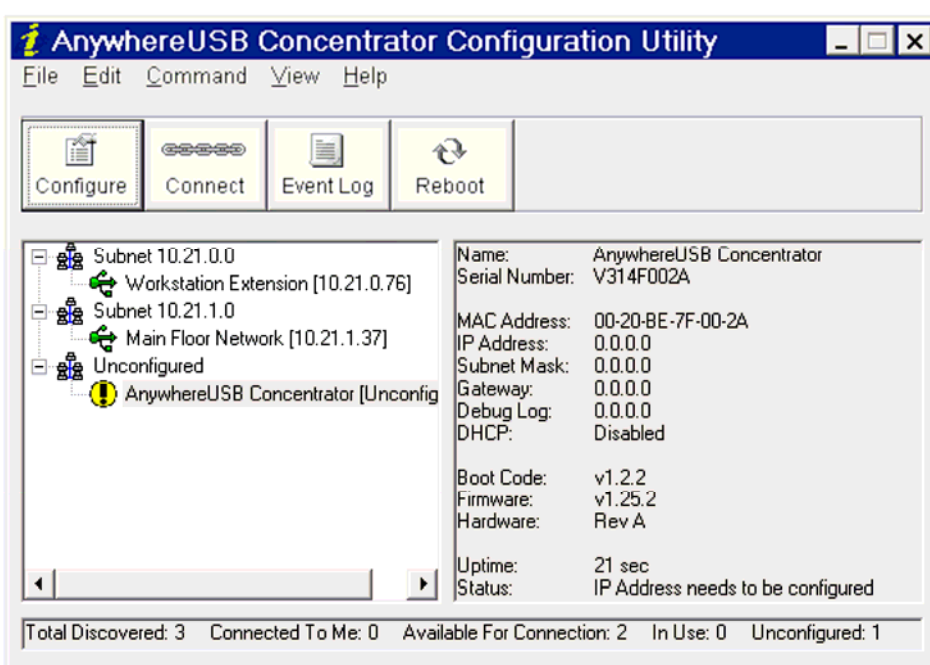 AnywhereUSB Concentrator Configuration Utility
File Edit Command View Help
Configure Connect Event Log Reboot
Subnet 10.21.0.0
Workstation Extension [10.21.0.76]
Subnet 10.21.1.0
Main Floor Network [10.21.1.37]
Unconfigured
AnywhereUSB Concentrator [Unconfig
Name: AnywhereUSB Concentrator
Serial Number: V314F002A
MAC Address: 00-20-BE-7F-00-2A
IP Address: 0.0.0.0
Subnet Mask: 0.0.0.0
Gateway: 0.0.0.0
Debug Log: 0.0.0.0
DHCP: Disabled
Boot Code: v1.2.2
Firmware: v1.25.2
Hardware: Rev A
Uptime: 21 sec
Status: IP Address needs to be configured
Total Discovered: 3 Connected To Me: 0 Available For Connection: 2 In Use: 0 Unconfigured: 1